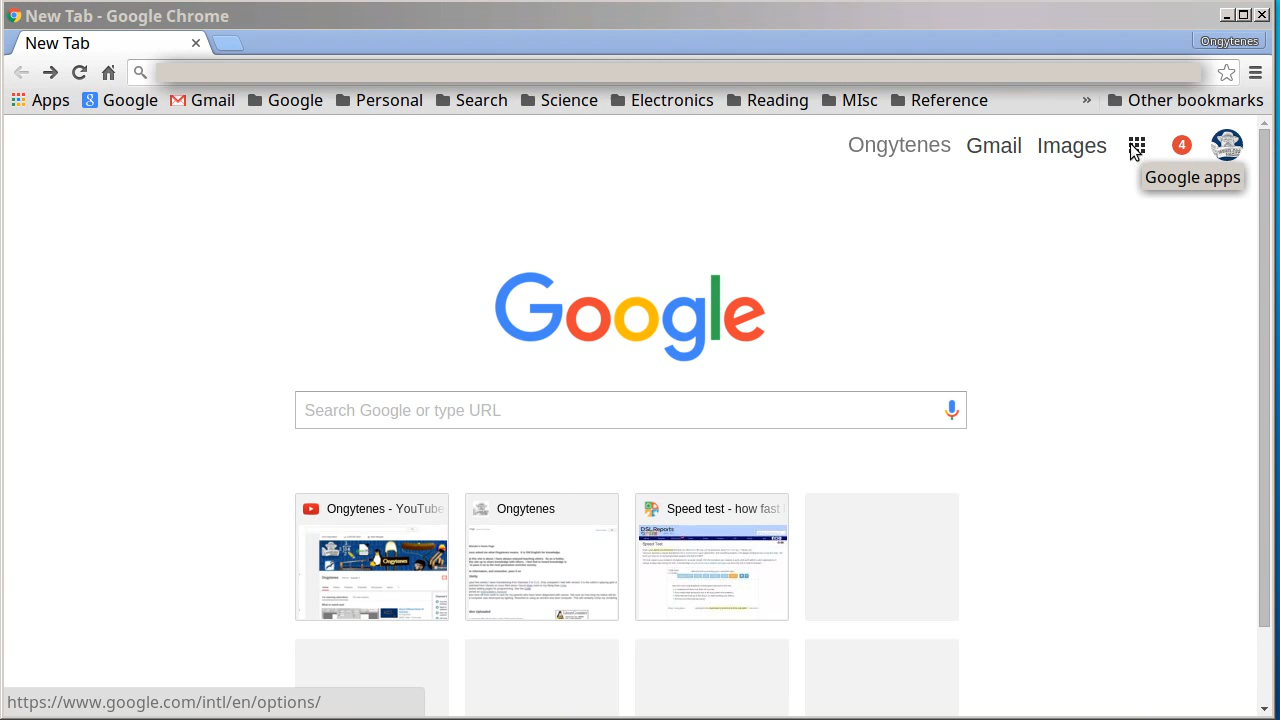 New Tab - Google Chrome
New Tab
Ongytenes
Apps Google Gmail Google Personal Search Science Electronics Reading MIsc Reference » Other bookmarks
Ongytenes Gmail Images 4
Google apps
Google
Search Google or type URL
Ongytenes - YouTube Ongytenes Speed test - how fast
https://www.google.com/intl/en/options/